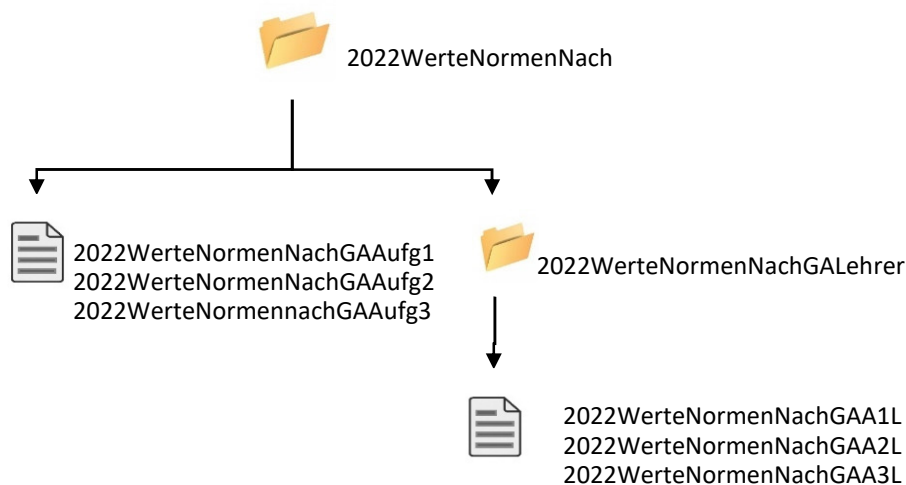 2022WerteNormenNach
2022WerteNormenNachGAAufg1
2022WerteNormenNachGAAufg2
2022WerteNormennachGAAufg3
2022WerteNormenNachGALehrer
2022WerteNormenNachGAA1L
2022WerteNormenNachGAA2L
2022WerteNormenNachGAA3L